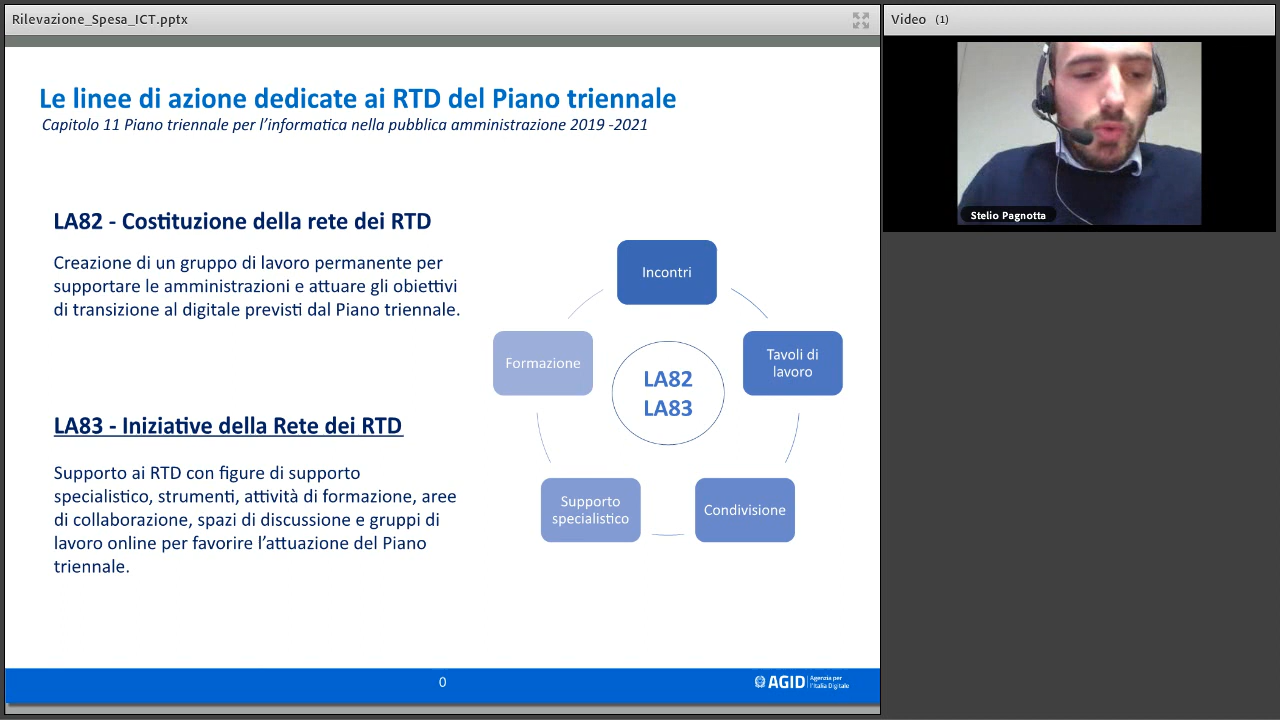 Rilevazione_Spesa_ICT.pptx
Video (1)
Le linee di azione dedicate ai RTD del Piano triennale
Capitolo 11 Piano triennale per l'informatica nella pubblica amministrazione 2019 -2021
LA82 - Costituzione della rete dei RTD
Creazione di un gruppo di lavoro permanente per
supportare le amministrazioni e attuare gli obiettivi
di transizione al digitale previsti dal Piano triennale.
LA83 - Iniziative della Rete dei RTD
Supporto ai RTD con figure di supporto
specialistico, strumenti, attività di formazione, aree
di collaborazione, spazi di discussione e gruppi di
lavoro online per favorire l'attuazione del Piano
triennale.
Incontri
Tavoli di
lavoro
Condivisione
Supporto
specialistico
Formazione
LA82
LA83
Stelio Pagnotta
0
AGID
Agenzia per
l'Italia Digitale